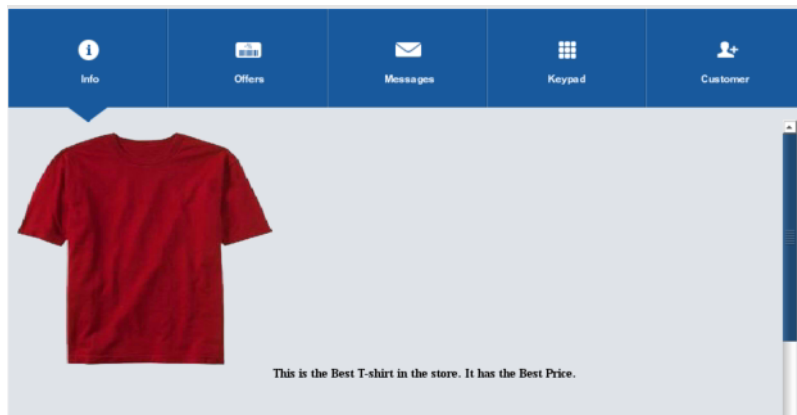 Info
Offers
Messages
Keypad
Customer
This is the Best T-shirt in the store. It has the Best Price.